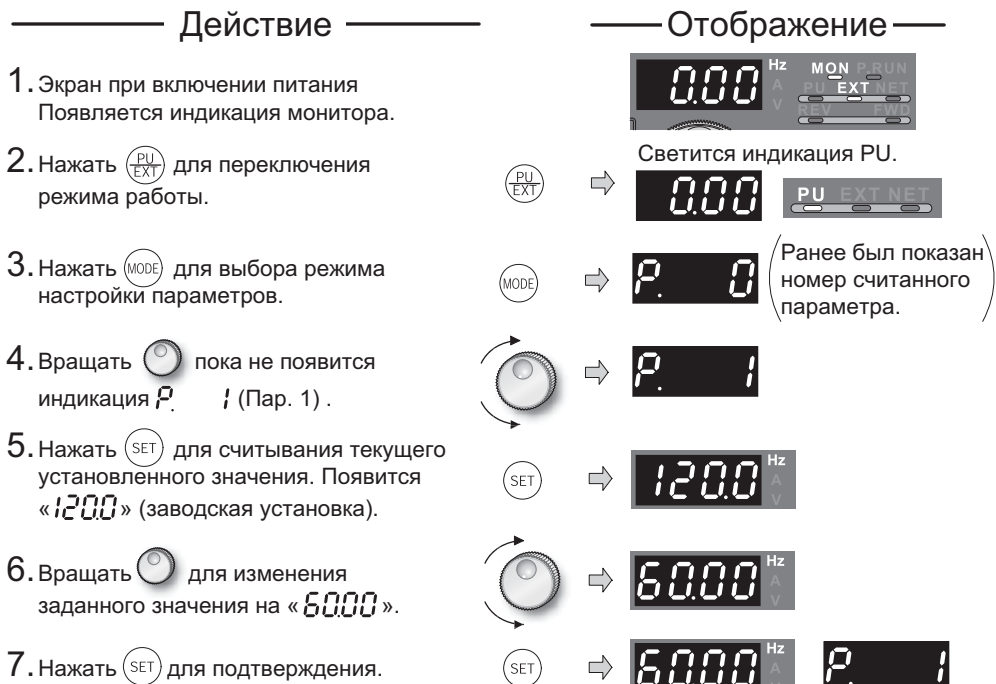 Действие
Отображение
1. Экран при включении питания
Появляется индикация монитора.
0.00 Hz A V MON P.RUN
PU EXT NET
REV FWD
2. Нажать PU/EXT для переключения
режима работы.
PU
EXT
Светится индикация PU.
0.00 PU EXT NET
3. Нажать MODE для выбора режима
настройки параметров.
MODE
P. 0
Ранее был показан
номер считанного
параметра.
4. Вращать пока не появится
индикация P. 1 (Пар. 1) .
P. 1
5. Нажать SET для считывания текущего
установленного значения. Появится
«120.0» (заводская установка).
SET
120.0 Hz A V
6. Вращать для изменения
заданного значения на «60.00».
60.00 Hz A V
7. Нажать SET для подтверждения.
SET
60.00 Hz A
P. 1